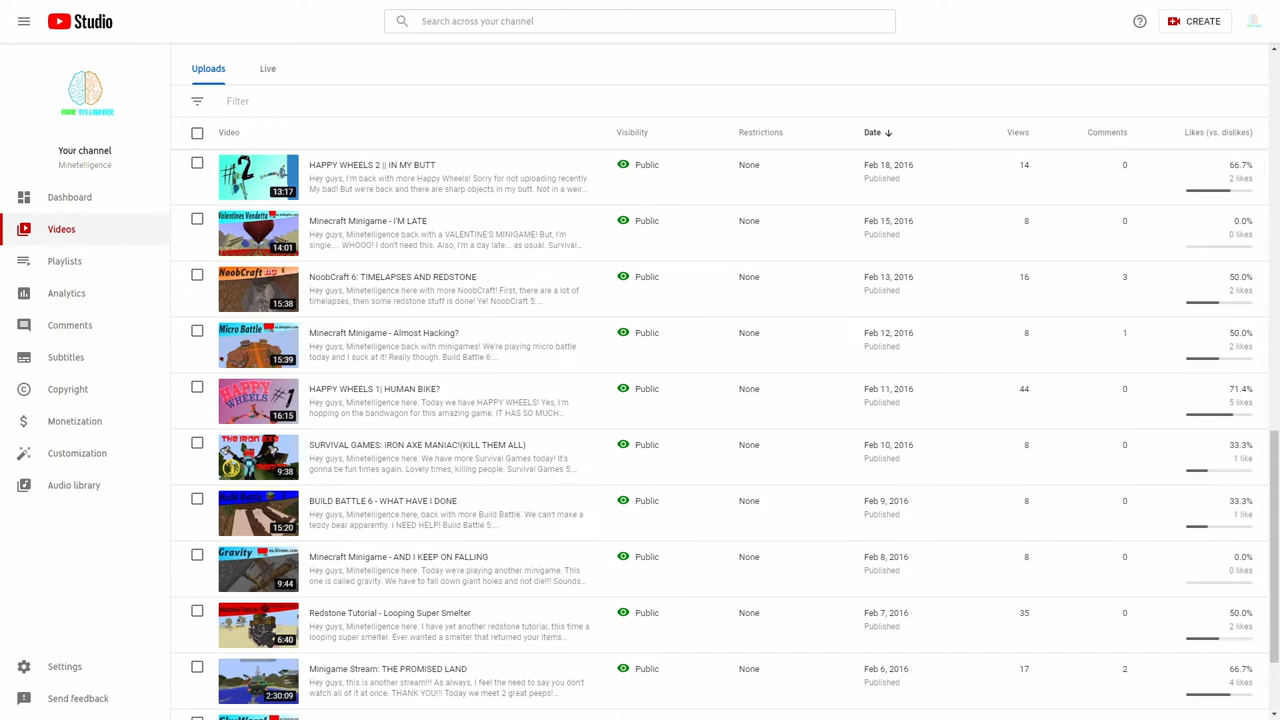 Studio
Search across your channel
CREATE
Your channel
Minetelligence
Dashboard
Videos
Playlists
Analytics
Comments
Subtitles
Copyright
Monetization
Customization
Audio library
Settings
Send feedback
Uploads Live
Filter
Video Visibility Restrictions Date Views Comments Likes (vs. dislikes)
#2
13:17
HAPPY WHEELS 2 || IN MY BUTT Public None Feb 18, 2016 14 0 66.7%
Hey guys, I'm back with more Happy Wheels! Sorry for not uploading recently. Published 2 likes
My bad! But we're back and there are sharp objects in my butt. Not in a weir...
Valentines Vendetta
14:01
Minecraft Minigame - I'M LATE Public None Feb 15, 2016 8 0 0.0%
Hey guys, Minetelligence back with a VALENTINE'S MINIGAME! But, I'm Published 0 likes
single.... WHOOO! I don't need this. Also, I'm a day late... as usual. Survival...
NoobCraft
15:38
NoobCraft 6: TIMELAPSES AND REDSTONE Public None Feb 13, 2016 16 3 50.0%
Hey guys, Minetelligence here with more NoobCraft! First, there are a lot of Published 2 likes
timelapses, then some redstone stuff is done! Ye! NoobCraft 5:...
Micro Battle
15:39
Minecraft Minigame - Almost Hacking? Public None Feb 12, 2016 8 1 50.0%
Hey guys, Minetelligence back with minigames! We're playing micro battle Published 2 likes
today and I suck at it! Really though. Build Battle 6:...
HAPPY WHEELS #1
16:15
HAPPY WHEELS 1| HUMAN BIKE? Public None Feb 11, 2016 44 0 71.4%
Hey guys, Minetelligence here. Today we have HAPPY WHEELS! Yes, I'm Published 5 likes
hopping on the bandwagon for this amazing game. IT HAS SO MUCH...
THE IRON AXE
9:38
SURVIVAL GAMES: IRON AXE MANIAC!(KILL THEM ALL) Public None Feb 10, 2016 8 0 33.3%
Hey guys, Minetelligence here. We have more Survival Games today! It's Published 1 like
gonna be fun times again. Lovely times, killing people. Survival Games 5:...
Build Battle
15:20
BUILD BATTLE 6 - WHAT HAVE I DONE Public None Feb 9, 2016 8 0 33.3%
Hey guys, Minetelligence here, back with more Build Battle. We can't make a Published 1 like
teddy bear apparently. I NEED HELP! Build Battle 5:...
Gravity
9:44
Minecraft Minigame - AND I KEEP ON FALLING Public None Feb 8, 2016 8 0 0.0%
Hey guys, Minetelligence here. Today we're playing another minigame. This Published 0 likes
one is called gravity. We have to fall down giant holes and not die!!! Sounds...
6:40
Redstone Tutorial - Looping Super Smelter Public None Feb 7, 2016 35 0 50.0%
Hey guys, Minetelligence here. I have yet another redstone tutorial, this time a Published 2 likes
looping super smelter. Ever wanted a smelter that returned your items...
2:30:09
Minigame Stream: THE PROMISED LAND Public None Feb 6, 2016 17 2 66.7%
Hey guys, this is another stream!!! As always, I feel the need to say you don't Published 4 likes
watch all of it at once. THANK YOU!!! Today we meet 2 great peeps!...